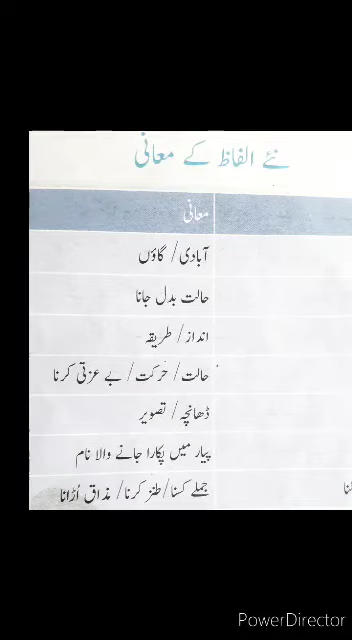 نئے الفاظ کے معانی
معانی
آبادی / گاؤں
حالت بدل جانا
انداز / طریقہ
حالت / حرکت / بے عزتی کرنا
ڈھانچہ / تصویر
پیار میں پکارا جانے والا نام
جملے کسنا / طنز کرنا / مذاق اُڑانا
PowerDirector